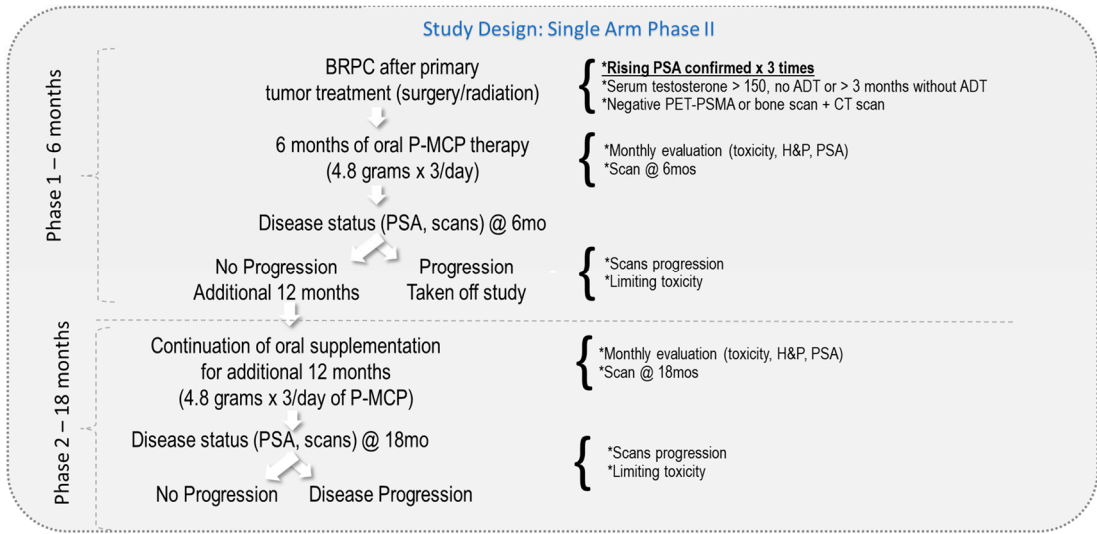 Study Design: Single Arm Phase II
Phase 1 – 6 months
BRPC after primary
tumor treatment (surgery/radiation)
*Rising PSA confirmed x 3 times
*Serum testosterone > 150, no ADT or > 3 months without ADT
*Negative PET-PSMA or bone scan + CT scan
6 months of oral P-MCP therapy
(4.8 grams x 3/day)
*Monthly evaluation (toxicity, H&P, PSA)
*Scan @ 6mos
Disease status (PSA, scans) @ 6mo
No Progression
Additional 12 months
Progression
Taken off study
*Scans progression
*Limiting toxicity
Phase 2 – 18 months
Continuation of oral supplementation
for additional 12 months
(4.8 grams x 3/day of P-MCP)
*Monthly evaluation (toxicity, H&P, PSA)
*Scan @ 18mos
Disease status (PSA, scans) @ 18mo
No Progression
Disease Progression
*Scans progression
*Limiting toxicity